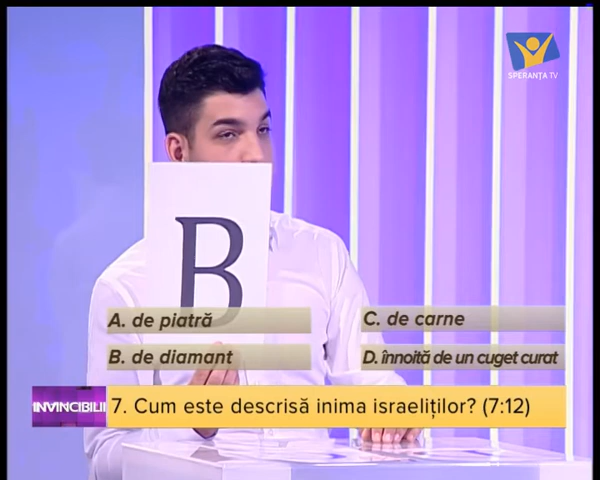 SPERANȚA TV
B
A. de piatră
C. de carne
B. de diamant
D. înnoită de un cuget curat
INVINCIBILII
7. Cum este descrisă inima israeliților? (7:12)